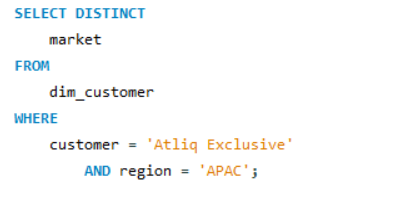 SELECT DISTINCT
market
FROM
dim_customer
WHERE
customer = 'Atliq Exclusive'
AND region = 'APAC';